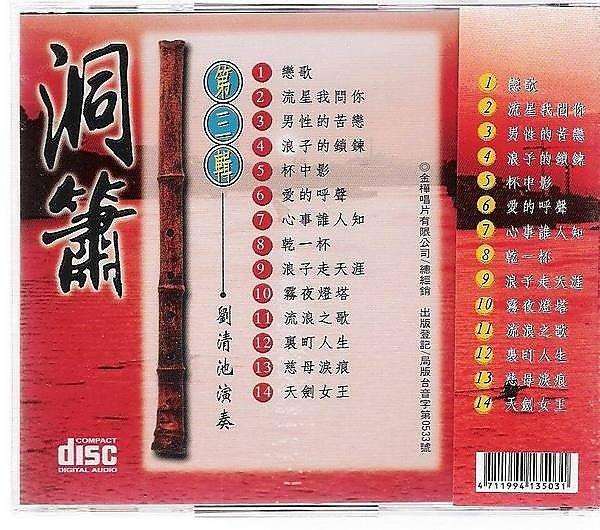 洞簫
第三輯
劉清池演奏
1 戀歌
2 流星我問你
3 男性的苦戀
4 浪子的鎖鍊
5 杯中影
6 愛的呼聲
7 心事誰人知
8 乾一杯
9 浪子走天涯
10 霧夜燈塔
11 流浪之歌
12 裏町人生
13 慈母淚痕
14 天劍女王
©金樺唱片有限公司/總經銷 出版登記/局版台音字第0533號
COMPACT
disc
DIGITAL AUDIO
1 戀歌
2 流星我問你
3 男性的苦戀
4 浪子的鎖鍊
5 杯中影
6 愛的呼聲
7 心事誰人知
8 乾一杯
9 浪子走天涯
10 霧夜燈塔
11 流浪之歌
12 裏町人生
13 慈母淚痕
14 天劍女王
4 711994 135031